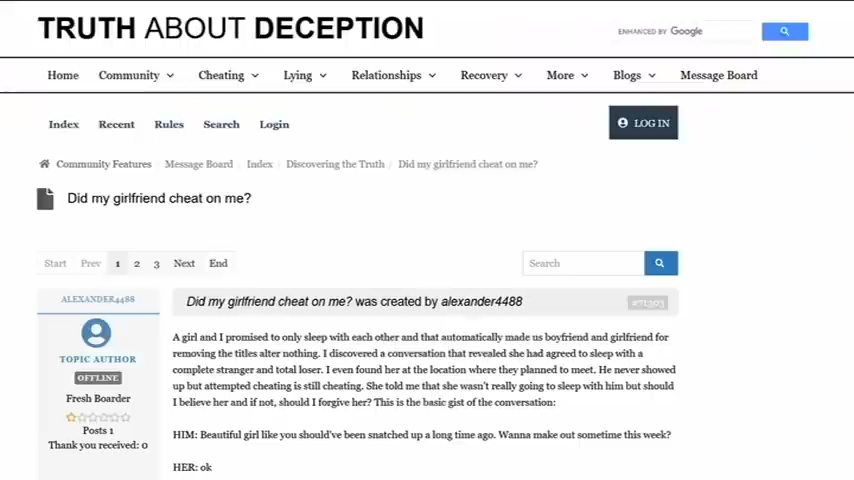 TRUTH ABOUT DECEPTION
ENHANCED BY Google
Home Community Cheating Lying Relationships Recovery More Blogs Message Board
Index Recent Rules Search Login
LOG IN
Community Features Message Board Index Discovering the Truth / Did my girlfriend cheat on me?
Did my girlfriend cheat on me?
Start Prev 1 2 3 Next End
Search
ALEXANDER4488
TOPIC AUTHOR
OFFLINE
Fresh Boarder
Posts 1
Thank you received: 0
Did my girlfriend cheat on me? was created by alexander4488
A girl and I promised to only sleep with each other and that automatically made us boyfriend and girlfriend for
removing the titles alter nothing. I discovered a conversation that revealed she had agreed to sleep with a
complete stranger and total loser. I even found her at the location where they planned to meet. He never showed
up but attempted cheating is still cheating. She told me that she wasn't really going to sleep with him but should
I believe her and if not, should I forgive her? This is the basic gist of the conversation:
HIM: Beautiful girl like you should've been snatched up a long time ago. Wanna make out sometime this week?
HER: ok